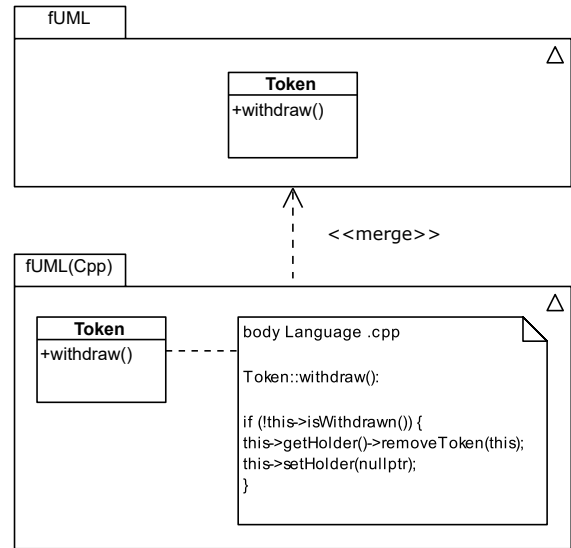 fUML
Token
+withdraw()
<<merge>>
fUML(Cpp)
Token
+withdraw()
body Language .cpp
Token::withdraw():
if (!this->isWithdrawn()) {
this->getHolder()->removeToken(this);
this->setHolder(nullptr);
}